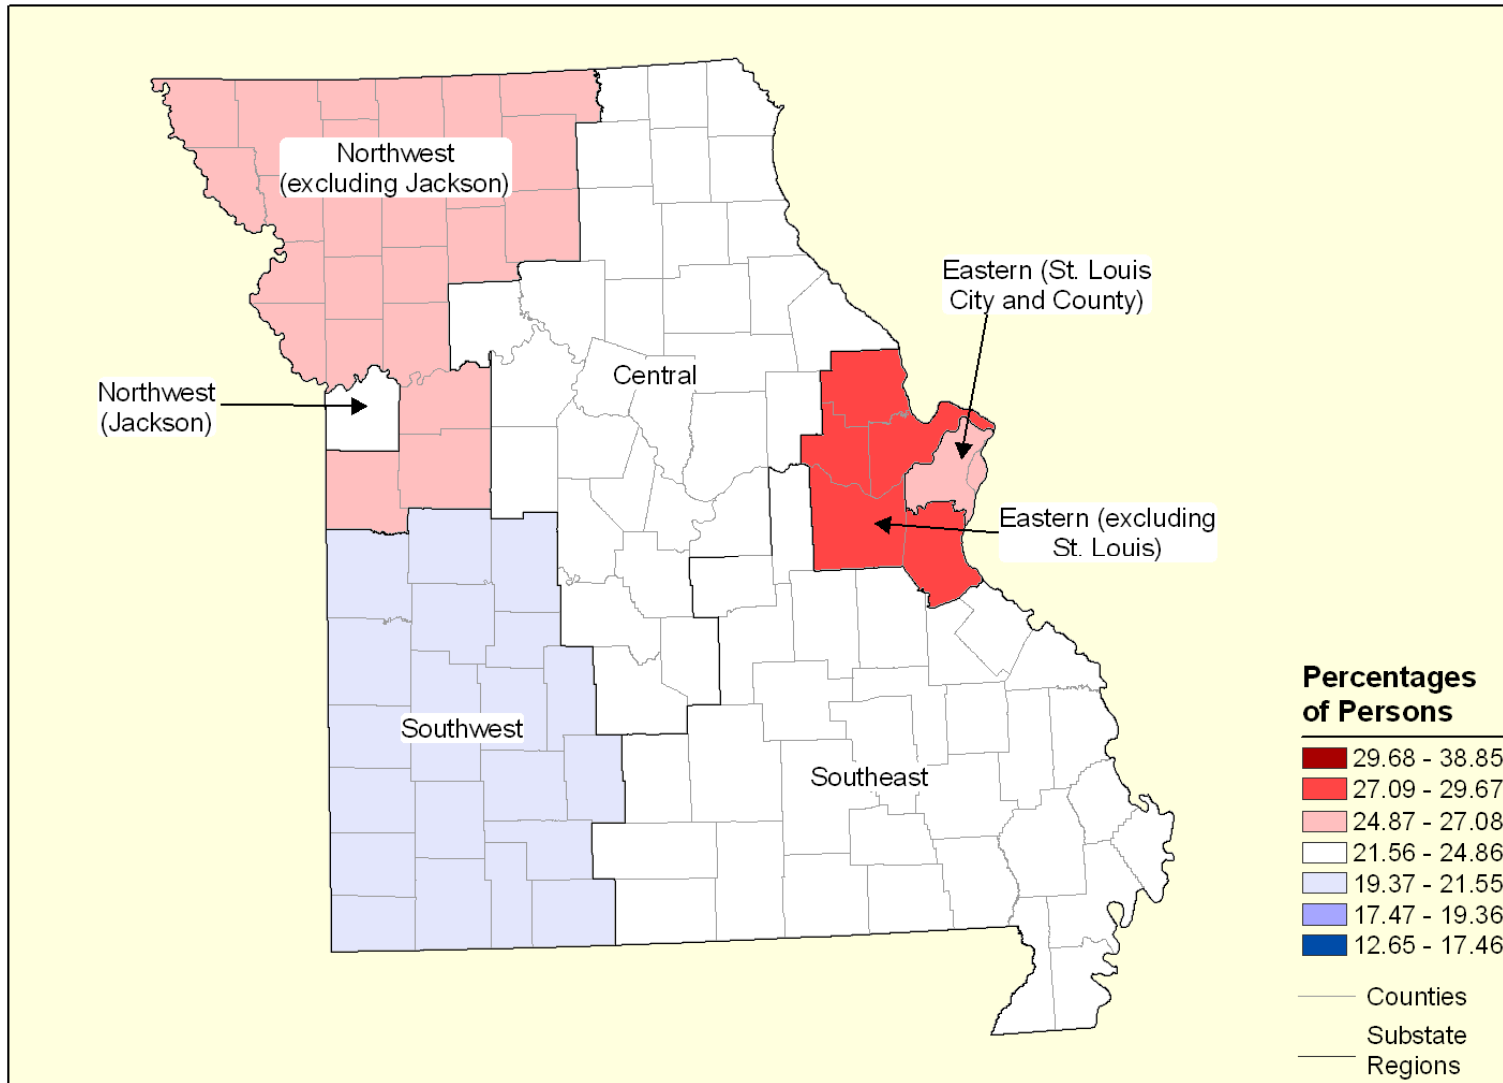 Northwest
(excluding Jackson)
Eastern (St. Louis
City and County)
Central
Northwest
(Jackson)
Eastern (excluding
St. Louis)
Southwest
Southeast
Percentages
of Persons
29.68 - 38.85
27.09 - 29.67
24.87 - 27.08
21.56 - 24.86
19.37 - 21.55
17.47 - 19.36
12.65 - 17.46
Counties
Substate
Regions